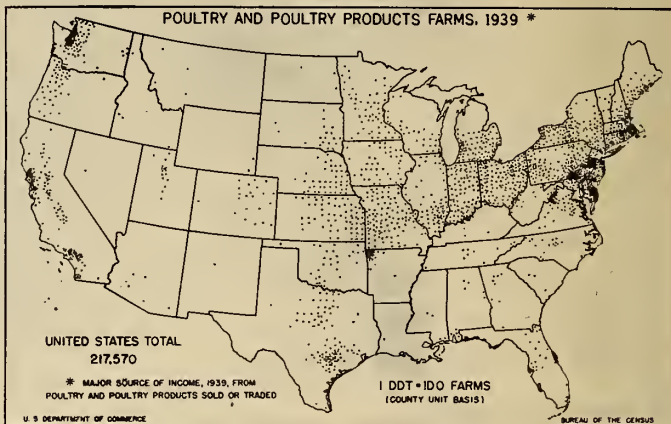 POULTRY AND POULTRY PRODUCTS FARMS, 1939 *
UNITED STATES TOTAL
217,570
* MAJOR SOURCE OF INCOME, 1939, FROM
POULTRY AND POULTRY PRODUCTS SOLD OR TRADED
1 DOT = 100 FARMS
(COUNTY UNIT BASIS)
U. S DEPARTMENT OF COMMERCE
BUREAU OF THE CENSUS